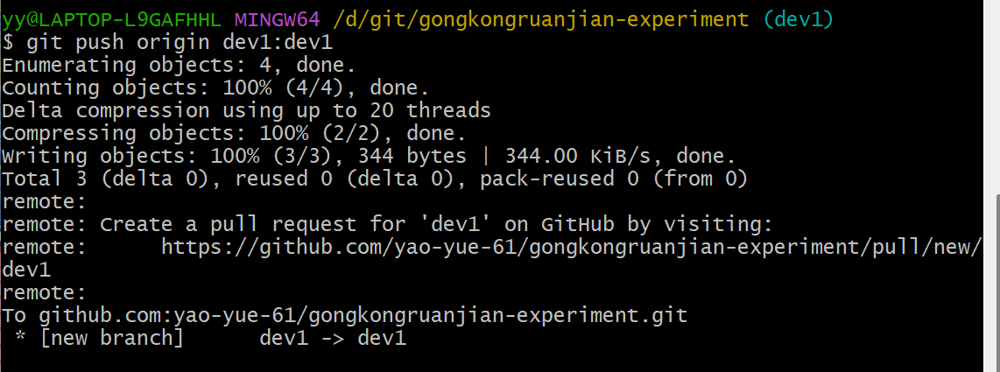 yy@LAPTOP-L9GAFHHL MINGW64 /d/git/gongkongruanjian-experiment (dev1)
$ git push origin dev1:dev1
Enumerating objects: 4, done.
Counting objects: 100% (4/4), done.
Delta compression using up to 20 threads
Compressing objects: 100% (2/2), done.
Writing objects: 100% (3/3), 344 bytes | 344.00 KiB/s, done.
Total 3 (delta 0), reused 0 (delta 0), pack-reused 0 (from 0)
remote:
remote: Create a pull request for 'dev1' on GitHub by visiting:
remote:      https://github.com/yao-yue-61/gongkongruanjian-experiment/pull/new/
dev1
remote:
To github.com:yao-yue-61/gongkongruanjian-experiment.git
 * [new branch]      dev1 -> dev1